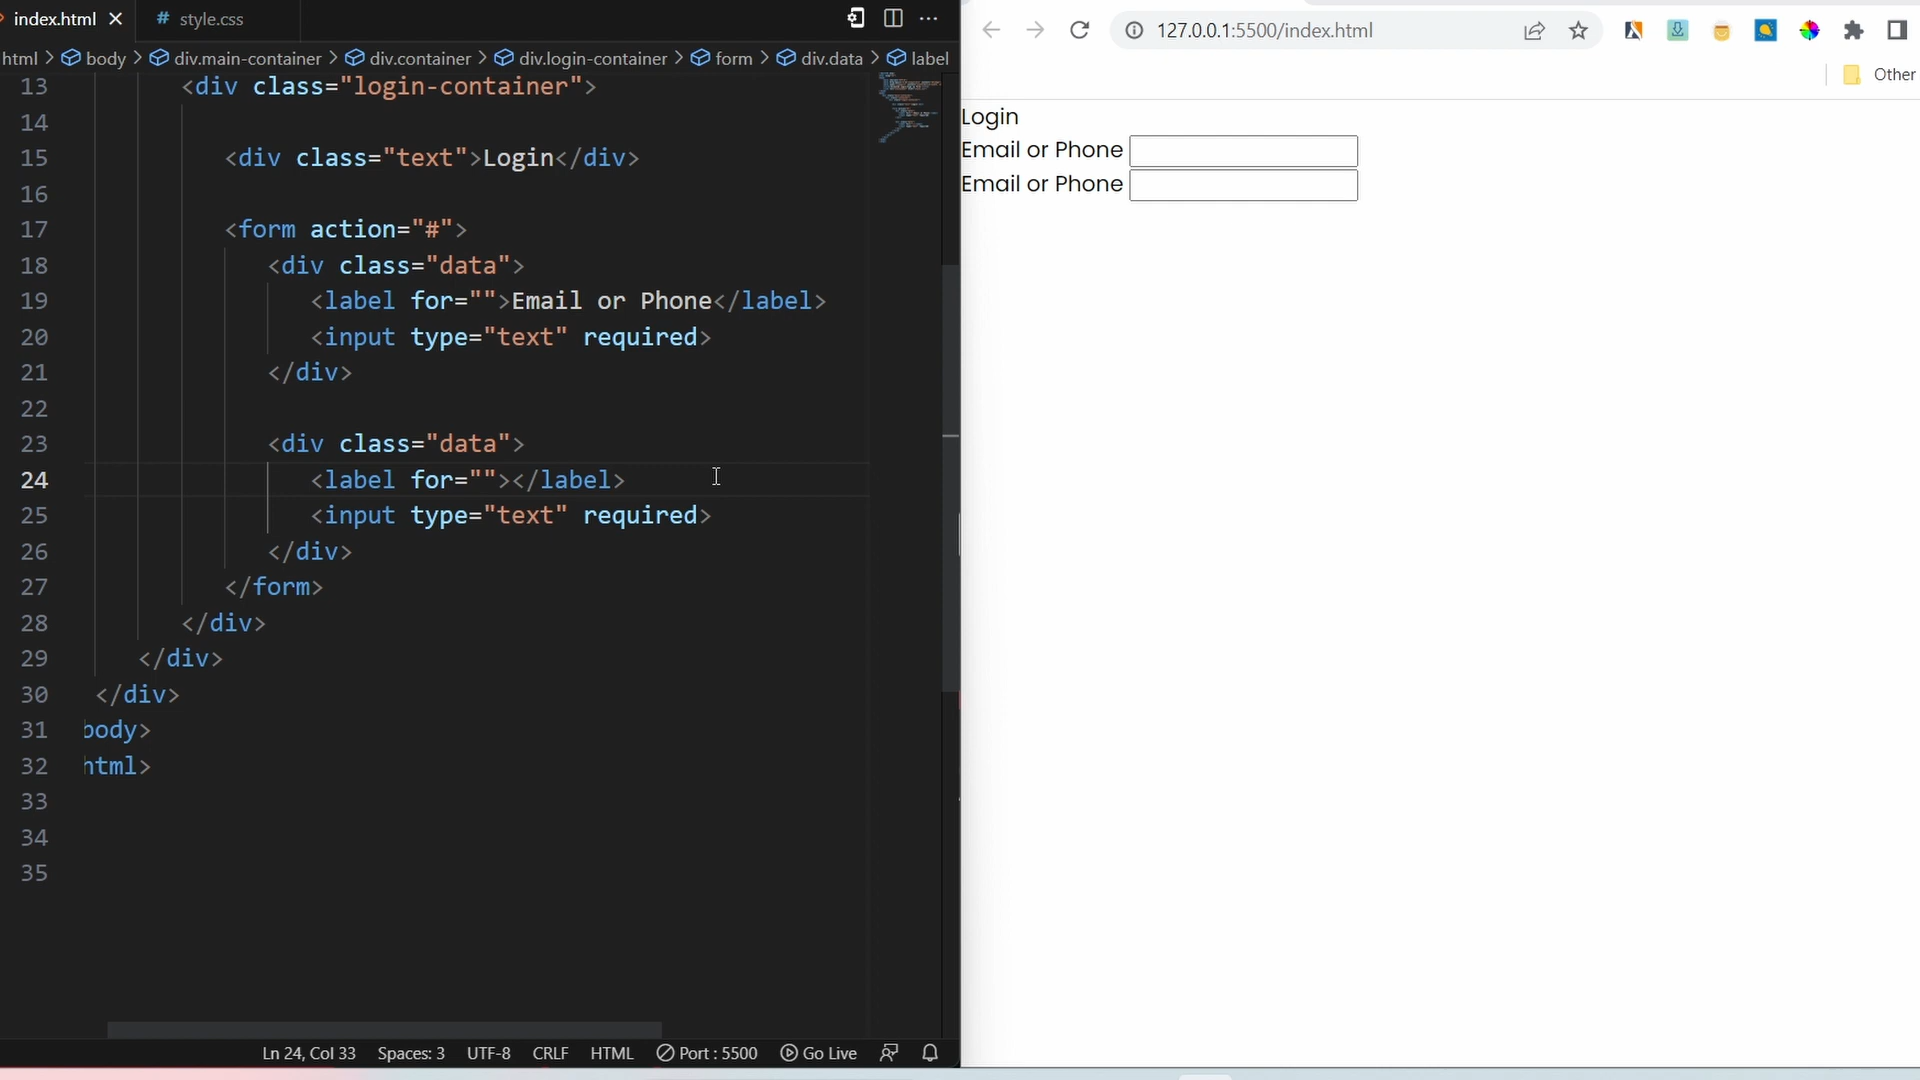 index.html
# style.css
html > body > div.main-container > div.container > div.login-container > form > div.data > label
13 <div class="login-container">
14
15 <div class="text">Login</div>
16
17 <form action="#">
18 <div class="data">
19 <label for="">Email or Phone</label>
20 <input type="text" required>
21 </div>
22
23 <div class="data">
24 <label for=""></label>
25 <input type="text" required>
26 </div>
27 </form>
28 </div>
29 </div>
30 </div>
31 body>
32 html>
33
34
35
Ln 24, Col 33 Spaces: 3 UTF-8 CRLF HTML Port : 5500 Go Live
127.0.0.1:5500/index.html
Other
Login
Email or Phone
Email or Phone